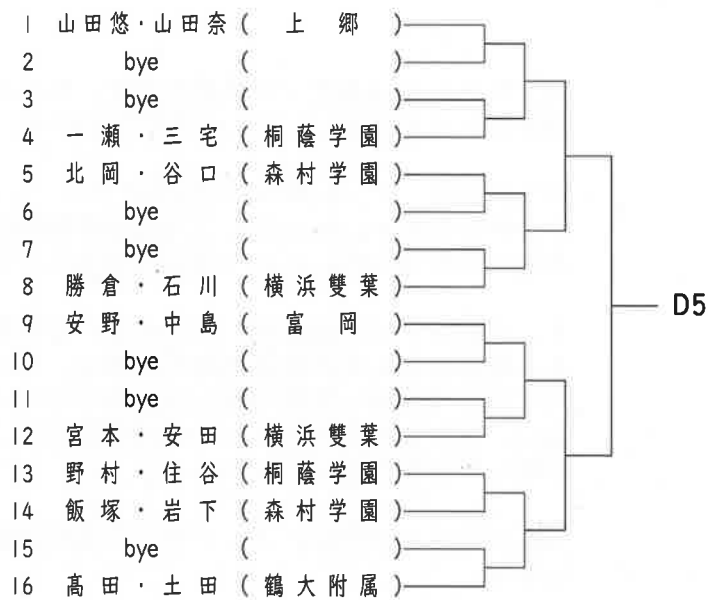 1 山田悠・山田奈 ( 上郷 )
2 bye ( )
3 bye ( )
4 一瀬・三宅 ( 桐蔭学園 )
5 北岡・谷口 ( 森村学園 )
6 bye ( )
7 bye ( )
8 勝倉・石川 ( 横浜雙葉 )
9 安野・中島 ( 富岡 )
10 bye ( )
11 bye ( )
12 宮本・安田 ( 横浜雙葉 )
13 野村・住谷 ( 桐蔭学園 )
14 飯塚・岩下 ( 森村学園 )
15 bye ( )
16 髙田・土田 ( 鶴大附属 )
D5